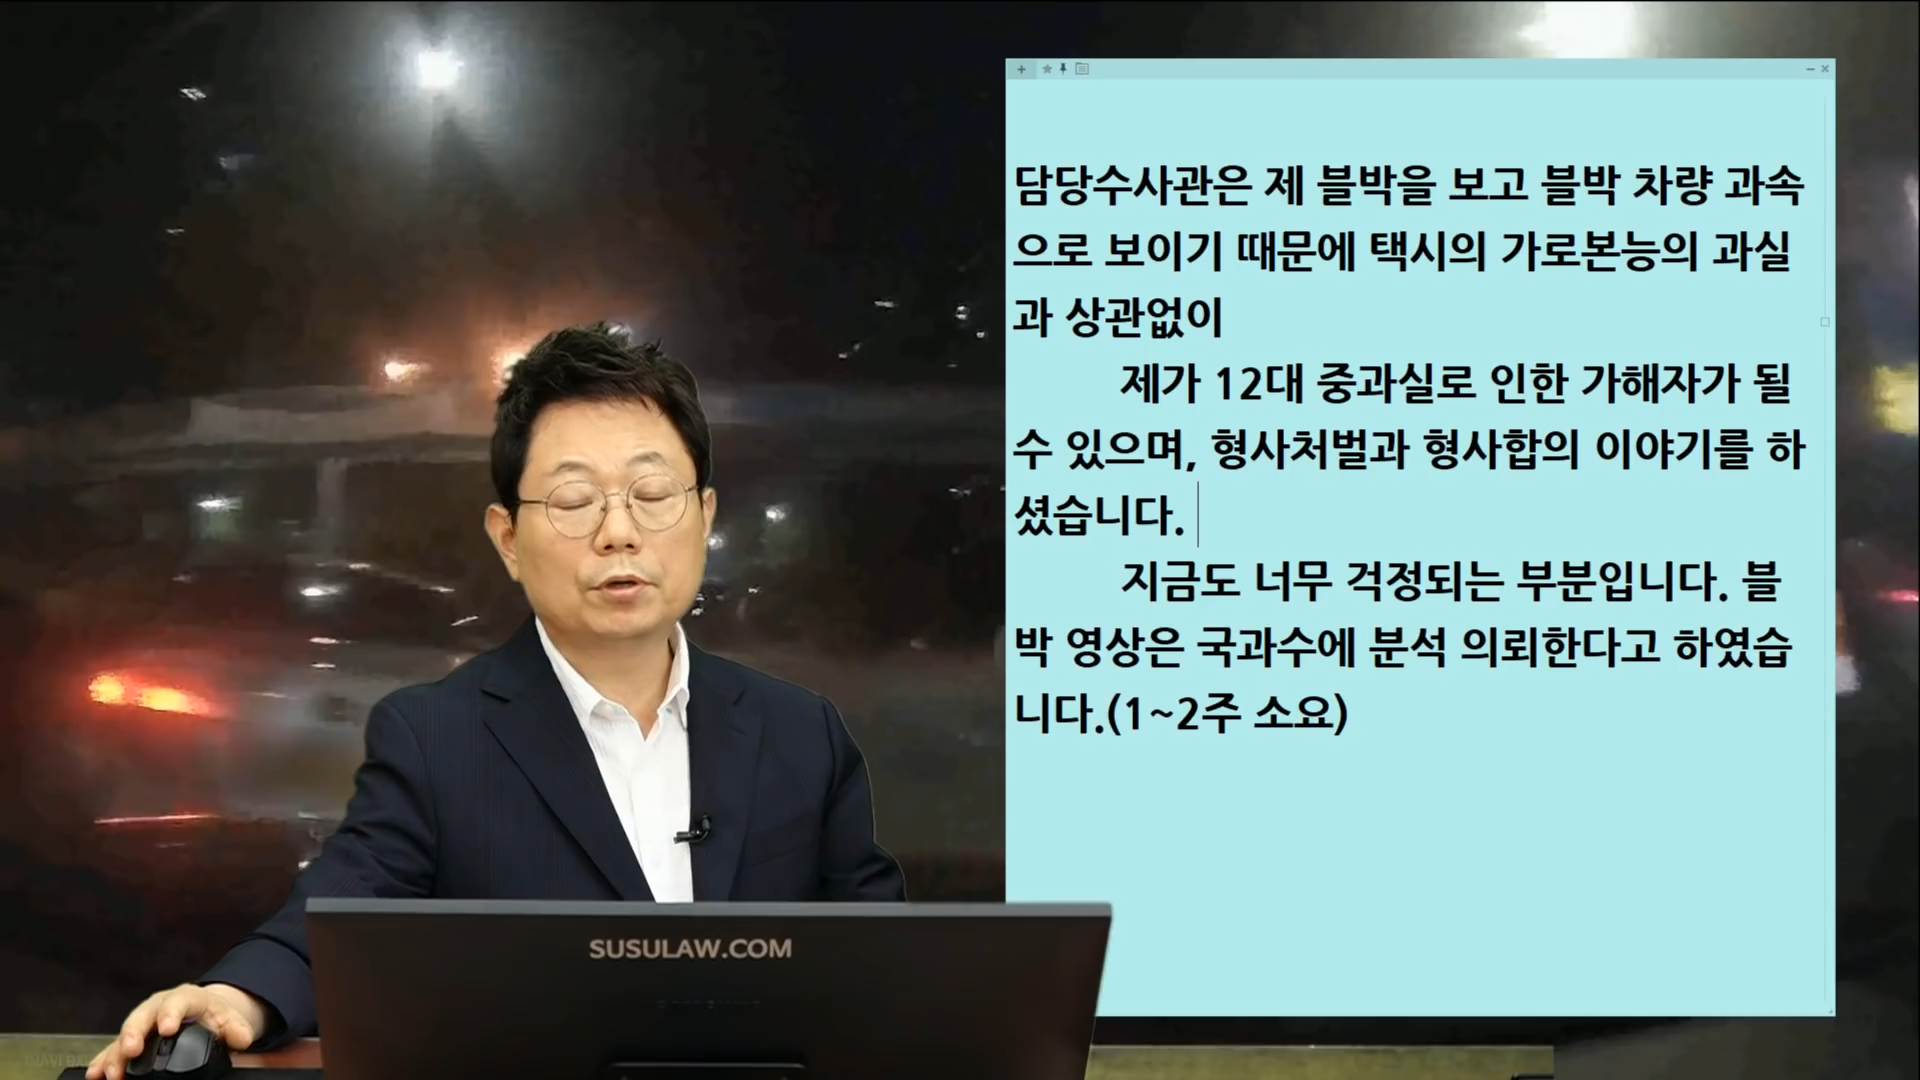 담당수사관은 제 블박을 보고 블박 차량 과속
으로 보이기 때문에 택시의 가로본능의 과실
과 상관없이
제가 12대 중과실로 인한 가해자가 될
수 있으며, 형사처벌과 형사합의 이야기를 하
셨습니다.
지금도 너무 걱정되는 부분입니다. 블
박 영상은 국과수에 분석 의뢰한다고 하였습
니다.(1~2주 소요)
SUSULAW.COM